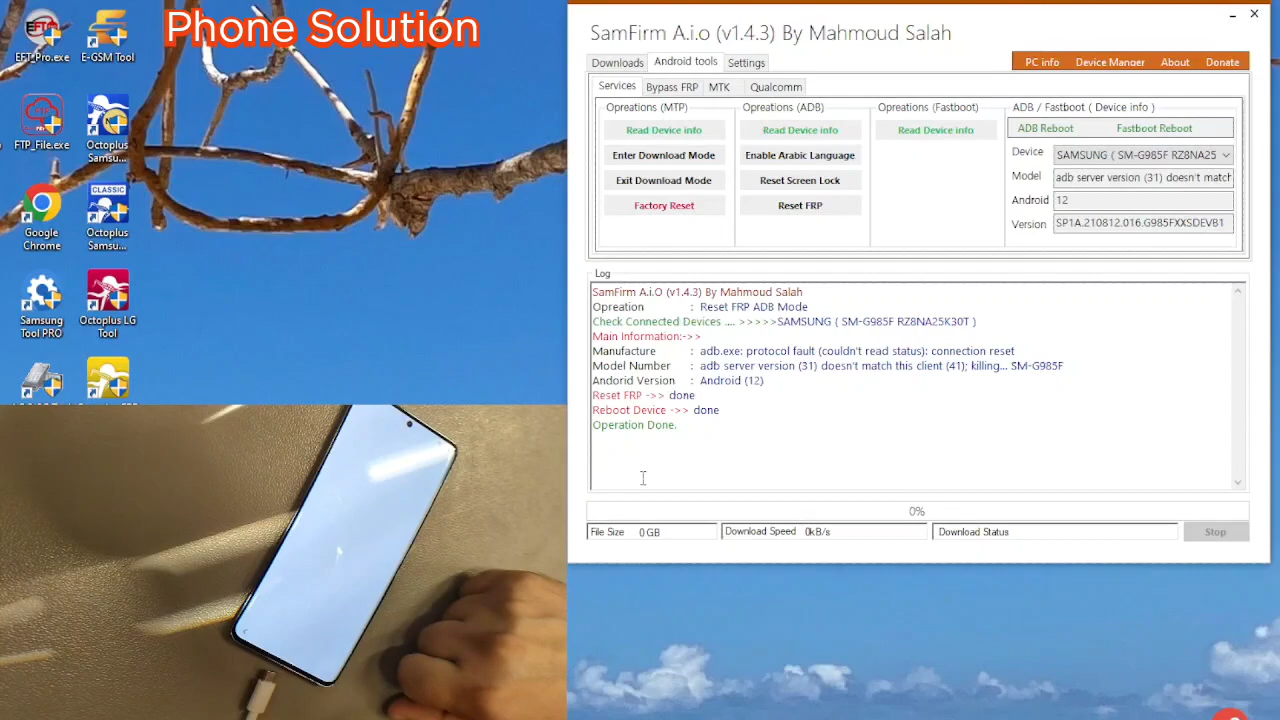 Phone Solution
EFT_Pro.exe
E-GSM Tool
FTP_File.exe
Octoplus
Samsu...
Google
Chrome
CLASSIC
Octoplus
Samsu...
Samsung
Tool PRO
Octoplus LG
Tool
SamFirm A.i.o (v1.4.3) By Mahmoud Salah
Downloads
Android tools
Settings
PC info
Device Manger
About
Donate
Services
Bypass FRP
MTK
Qualcomm
Opreations (MTP)
Read Device info
Enter Download Mode
Exit Download Mode
Factory Reset
Opreations (ADB)
Read Device info
Enable Arabic Language
Reset Screen Lock
Reset FRP
Opreations (Fastboot)
Read Device info
ADB / Fastboot ( Device info )
ADB Reboot
Fastboot Reboot
Device SAMSUNG ( SM-G985F RZ8NA25
Model adb server version (31) doesn't match
Android 12
Version SP1A.210812.016.G985FXXSDEVB1
Log
SamFirm A.i.O (v1.4.3) By Mahmoud Salah
Opreation : Reset FRP ADB Mode
Check Connected Devices .... >>>>>SAMSUNG ( SM-G985F RZ8NA25K30T )
Main Information:->>
Manufacture : adb.exe: protocol fault (couldn't read status): connection reset
Model Number : adb server version (31) doesn't match this client (41); killing... SM-G985F
Andorid Version : Android (12)
Reset FRP ->> done
Reboot Device ->> done
Operation Done.
0%
File Size 0 GB
Download Speed 0kB/s
Download Status
Stop